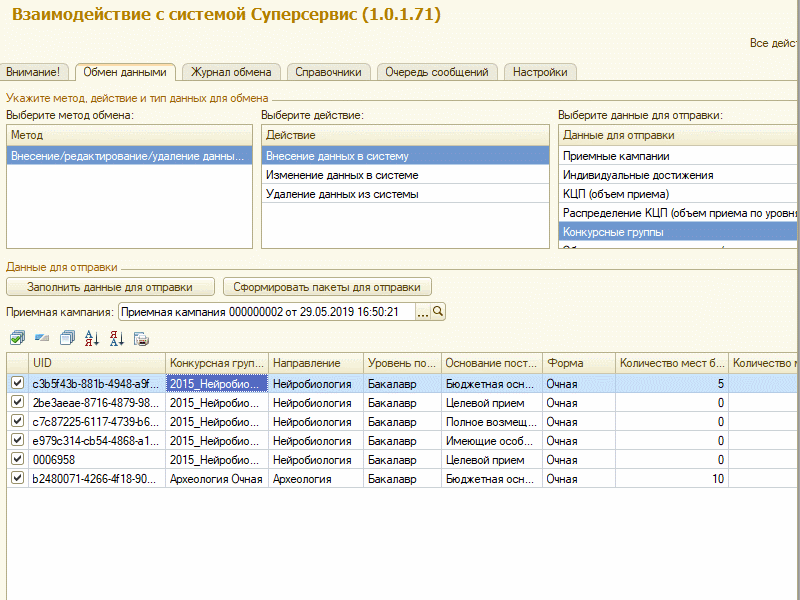 Взаимодействие с системой Суперсервис (1.0.1.71)
Все дейст
Внимание! Обмен данными Журнал обмена Справочники Очередь сообщений Настройки
Укажите метод, действие и тип данных для обмена
Выберите метод обмена: Выберите действие: Выберите данные для отправки:
Метод Действие Данные для отправки
Внесение/редактирование/удаление данны... Внесение данных в систему Приемные кампании
Изменение данных в системе Индивидуальные достижения
Удаление данных из системы КЦП (объем приема)
Распределение КЦП (объем приема по уровня
Конкурсные группы
Данные для отправки
Заполнить данные для отправки Сформировать пакеты для отправки
Приемная кампания: Приемная кампания 000000002 от 29.05.2019 16:50:21 ...
UID Конкурсная груп... Направление Уровень по... Основание пост... Форма Количество мест б... Количество м
c3b5f43b-881b-4948-a9f... 2015_Нейробио... Нейробиология Бакалавр Бюджетная осн... Очная 5
2be3aeae-8716-4879-98... 2015_Нейробио... Нейробиология Бакалавр Целевой прием Очная 0
c7c87225-6117-4739-b6... 2015_Нейробио... Нейробиология Бакалавр Полное возмещ... Очная 0
e979c314-cb54-4868-a1... 2015_Нейробио... Нейробиология Бакалавр Имеющие особ... Очная 0
0006958 2015_Нейробио... Нейробиология Бакалавр Целевой прием Очная 0
b2480071-4266-4f18-90... Археология Очная Археология Бакалавр Бюджетная осн... Очная 10